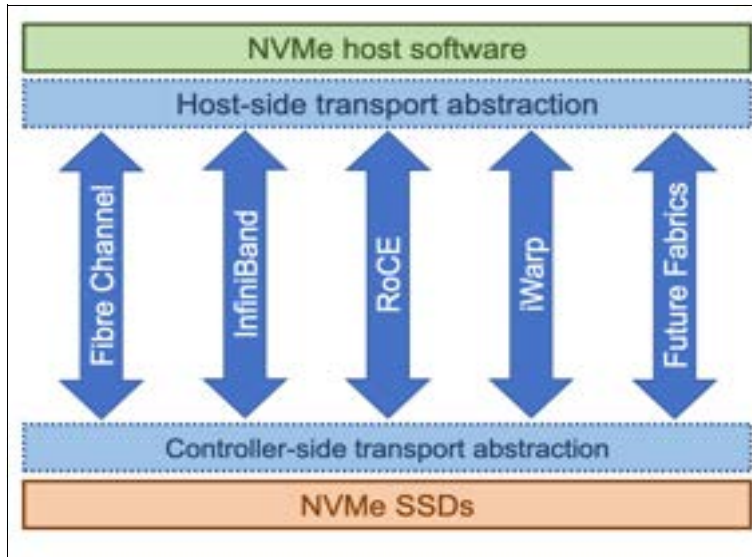 NVMe host software
Host-side transport abstraction
Fibre Channel
InfiniBand
RoCE
iWarp
Future Fabrics
Controller-side transport abstraction
NVMe SSDs